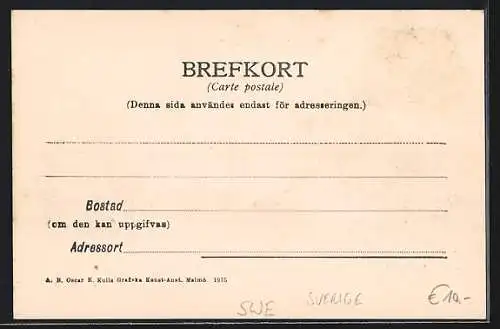 BREFKORT
(Carte postale)
(Denna sida användes endast för adresseringen.)
Bostad
(om den kan uppgifvas)
Adressort
A. B. Oscar E. Kulls Grafiska Konst-Anst. Malmö. 1915
SWE SVERIGE €10.-